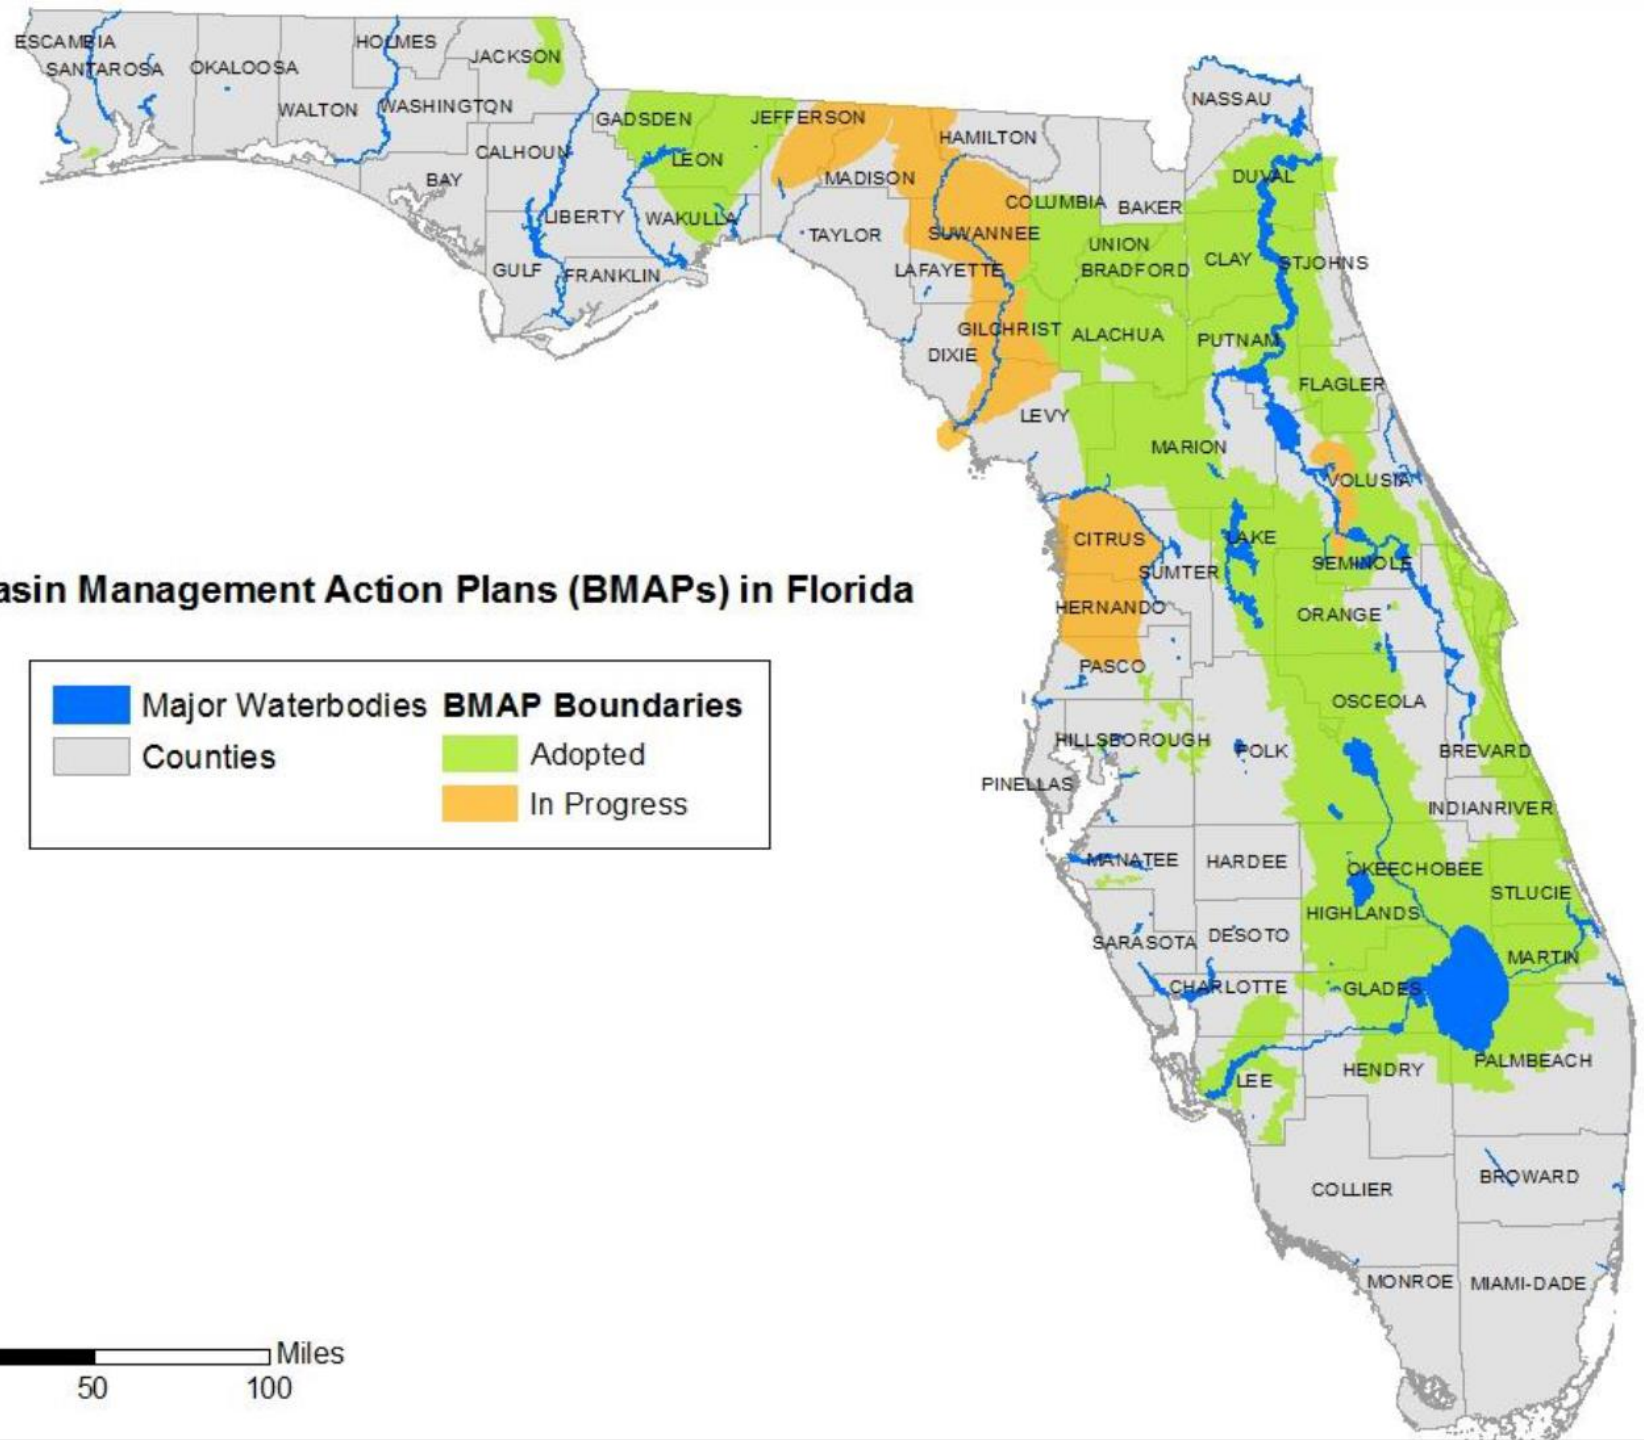 ESCAMBIA
SANTAROSA
OKALOOSA
HOLMES
JACKSON
WALTON
WASHINGTON
GADSDEN
JEFFERSON
HAMILTON
NASSAU
CALHOUN
LEON
MADISON
DUVAL
BAY
LIBERTY
WAKULLA
TAYLOR
SUWANNEE
COLUMBIA
BAKER
GULF
FRANKLIN
LAFAYETTE
UNION
BRADFORD
CLAY
STJOHNS
GILCHRIST
ALACHUA
PUTNAM
DIXIE
FLAGLER
LEVY
MARION
VOLUSIA
CITRUS
LAKE
SUMTER
SEMINOLE
HERNANDO
ORANGE
PASCO
OSCEOLA
HILLSBOROUGH
POLK
BREVARD
PINELLAS
INDIANRIVER
MANATEE
HARDEE
OKEECHOBEE
STLUCIE
HIGHLANDS
SARASOTA
DESOTO
MARTIN
CHARLOTTE
GLADES
LEE
HENDRY
PALMBEACH
COLLIER
BROWARD
MONROE
MIAMI-DADE
asin Management Action Plans (BMAPs) in Florida
Major Waterbodies
Counties
BMAP Boundaries
Adopted
In Progress
Miles
50 100